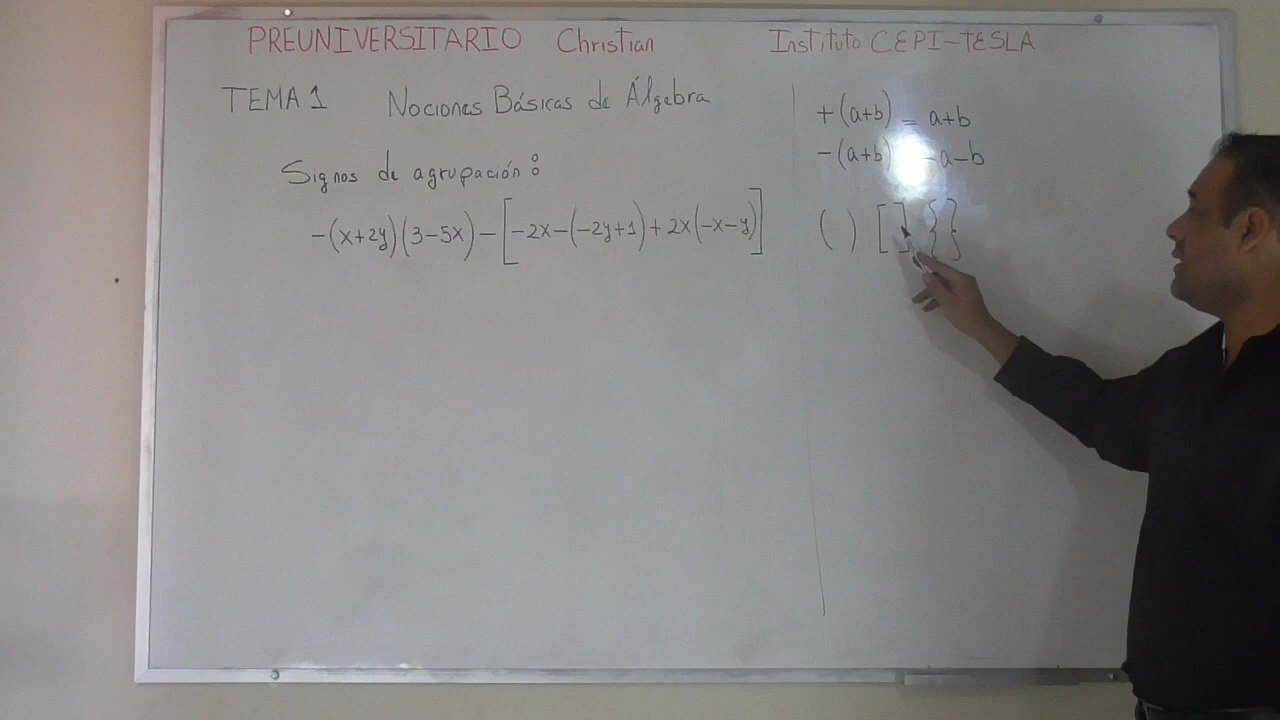 PREUNIVERSITARIO Christian Instituto CEPI-TESLA
TEMA 1 Nociones Básicas de Álgebra
Signos de agrupación:
-(x+2y)(3-5x)-[-2x-(-2y+1)+2x(-x-y)]
+(a+b) = a+b
-(a+b) = -a-b
( ) [ ] { }